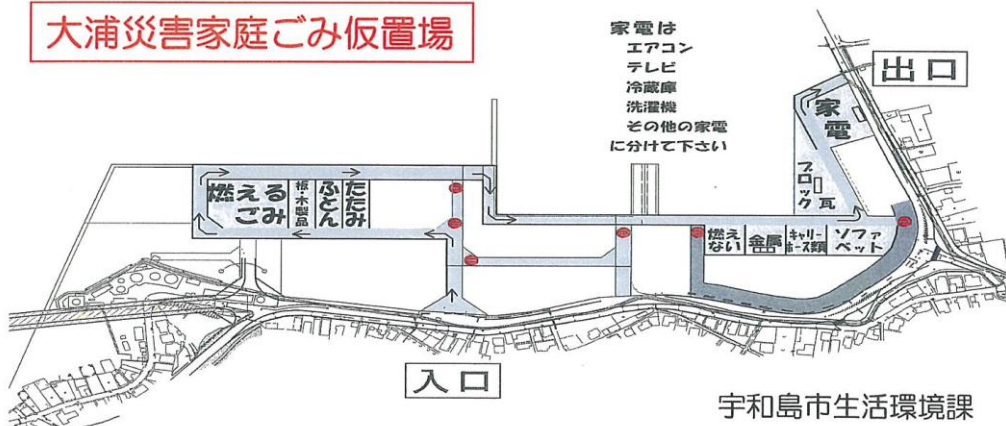 大浦災害家庭ごみ仮置場
家電は
エアコン
テレビ
冷蔵庫
洗濯機
その他の家電
に分けて下さい
出口
家電
ブロック
瓦
燃える
ごみ
板・木製品
ふとん
たたみ
燃え
ない
金属
キャリー
ホース類
ソファ
ベット
入口
宇和島市生活環境課